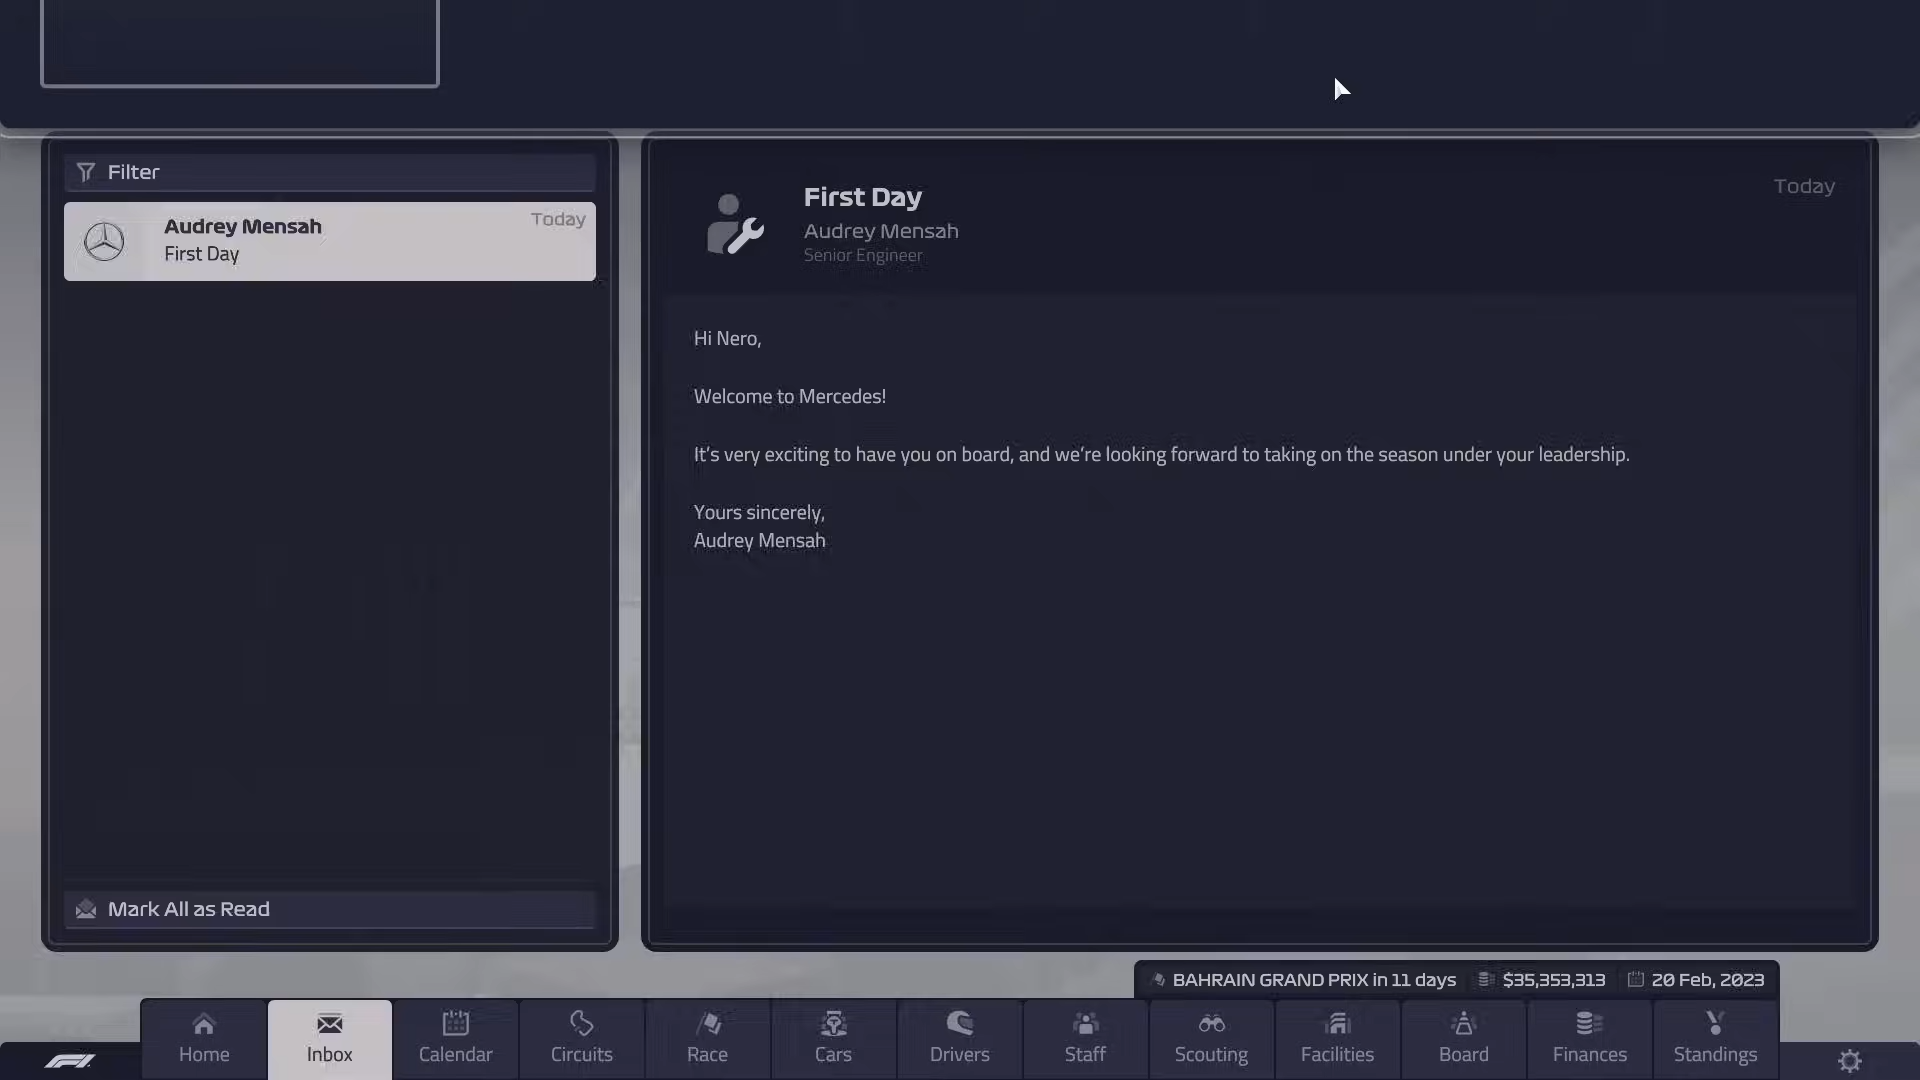 Filter
Audrey Mensah
Today
First Day
Mark All as Read
First Day
Today
Audrey Mensah
Senior Engineer
Hi Nero,
Welcome to Mercedes!
It's very exciting to have you on board, and we're looking forward to taking on the season under your leadership.
Yours sincerely,
Audrey Mensah
BAHRAIN GRAND PRIX in 11 days $35,353,313 20 Feb, 2023
Home Inbox Calendar Circuits Race Cars Drivers Staff Scouting Facilities Board Finances Standings